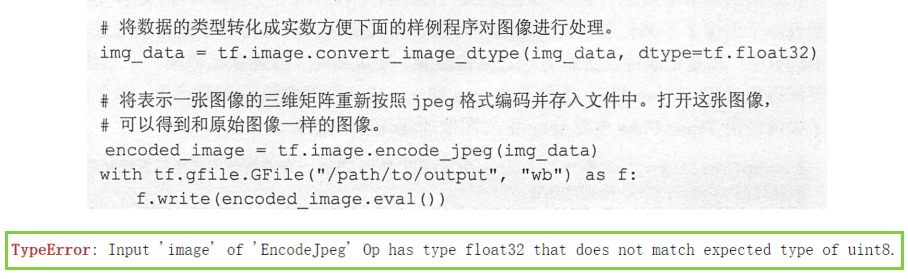 # 将数据的类型转化成实数方便下面的样例程序对图像进行处理。
img_data = tf.image.convert_image_dtype(img_data, dtype=tf.float32)
# 将表示一张图像的三维矩阵重新按照 jpeg 格式编码并存入文件中。打开这张图像，
# 可以得到和原始图像一样的图像。
encoded_image = tf.image.encode_jpeg(img_data)
with tf.gfile.GFile("/path/to/output", "wb") as f:
    f.write(encoded_image.eval())
TypeError: Input 'image' of 'EncodeJpeg' Op has type float32 that does not match expected type of uint8.